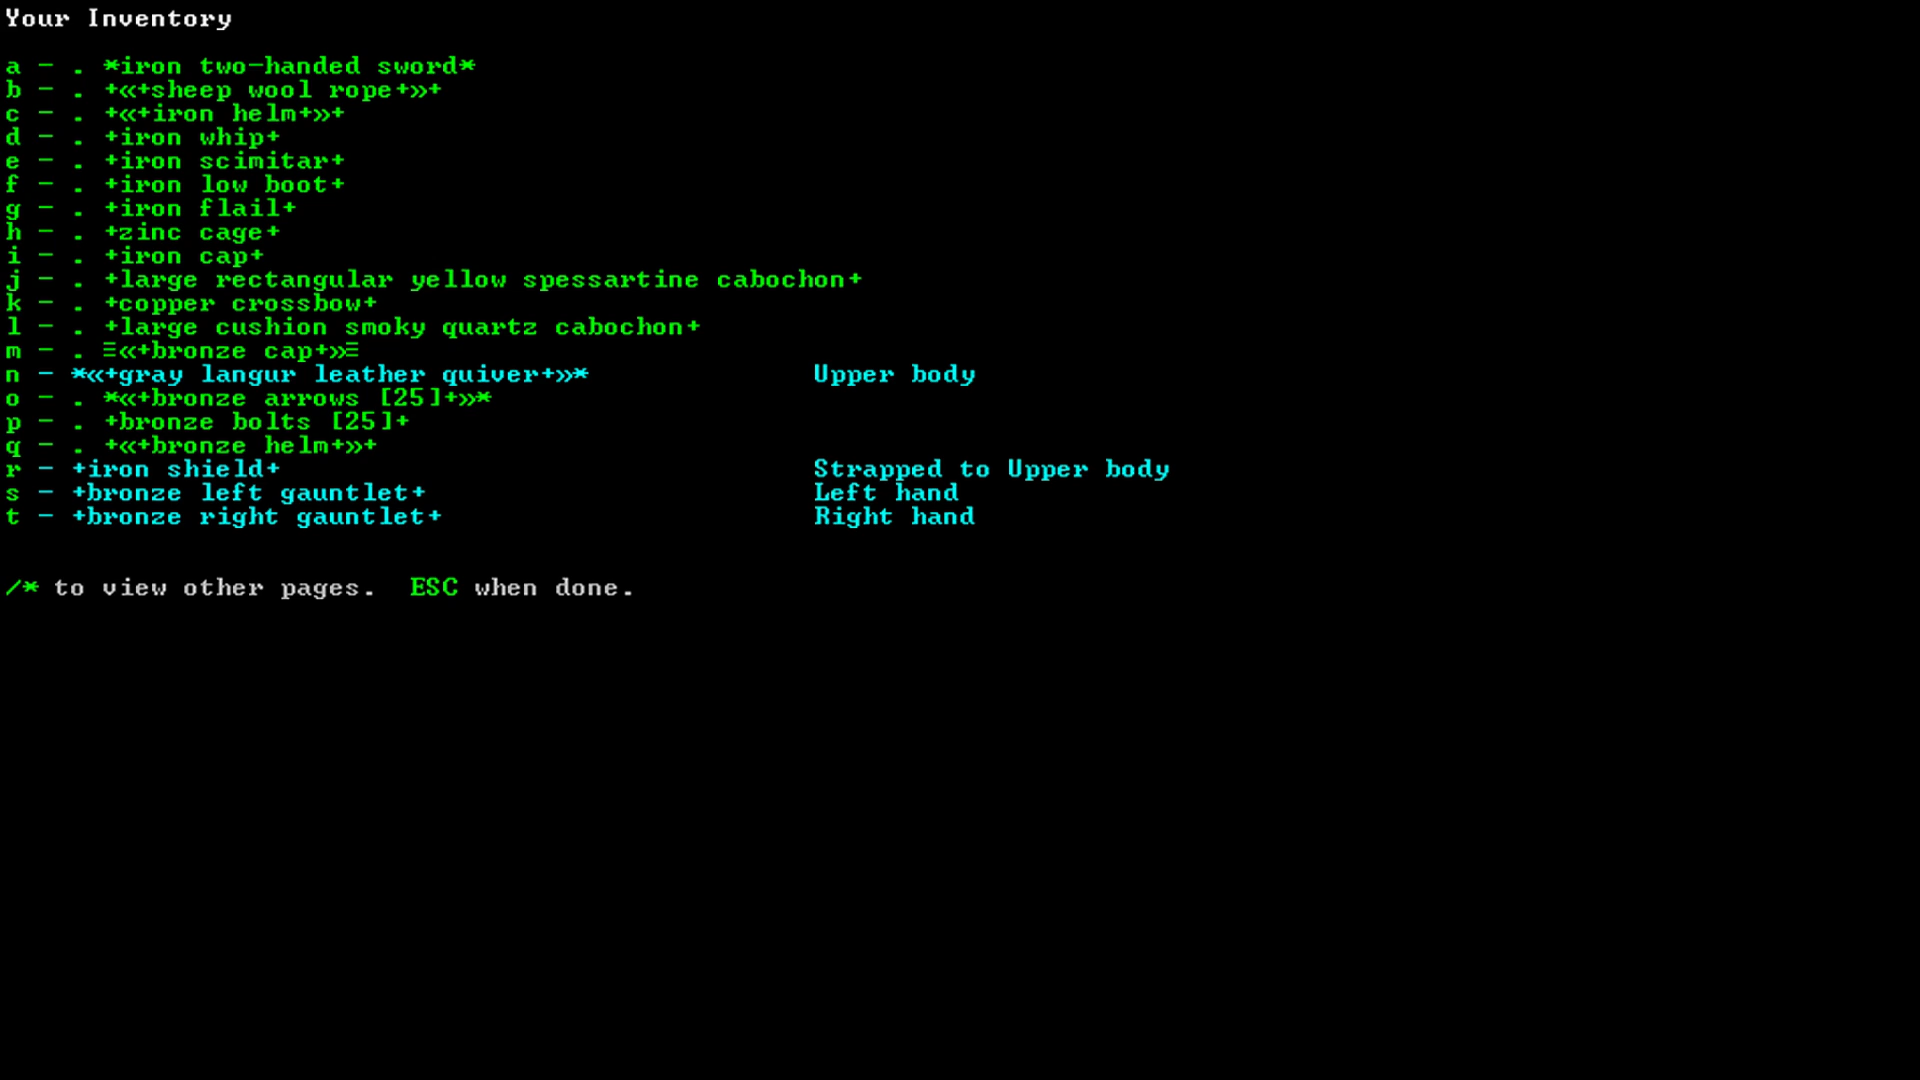 Your Inventory
a - . *iron two-handed sword*
b - . +«+sheep wool rope+»+
c - . +«+iron helm+»+
d - . +iron whip+
e - . +iron scimitar+
f - . +iron low boot+
g - . +iron flail+
h - . +zinc cage+
i - . +iron cap+
j - . +large rectangular yellow spessartine cabochon+
k - . +copper crossbow+
l - . +large cushion smoky quartz cabochon+
m - . ≡«+bronze cap+»≡
n - *«+gray langur leather quiver+»* Upper body
o - . *«+bronze arrows [25]+»*
p - . +bronze bolts [25]+
q - . +«+bronze helm+»+
r - +iron shield+ Strapped to Upper body
s - +bronze left gauntlet+ Left hand
t - +bronze right gauntlet+ Right hand
/* to view other pages. ESC when done.